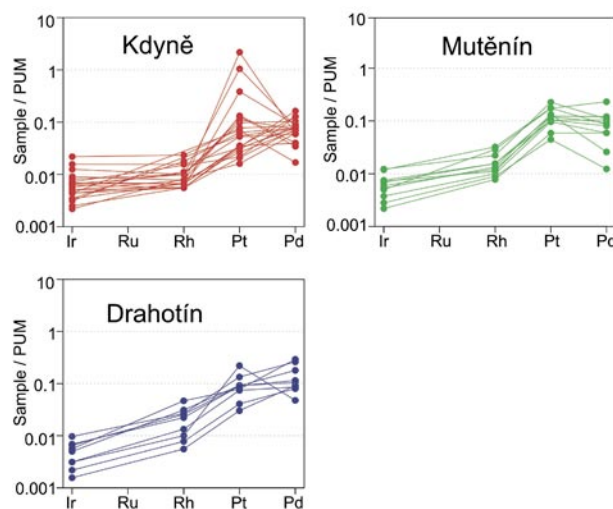 Kdyně
Sample / PUM
10
1
0.1
0.01
0.001
Ir Ru Rh Pt Pd
Mutěnín
Sample / PUM
10
1
0.1
0.01
0.001
Ir Ru Rh Pt Pd
Drahotín
Sample / PUM
10
1
0.1
0.01
0.001
Ir Ru Rh Pt Pd